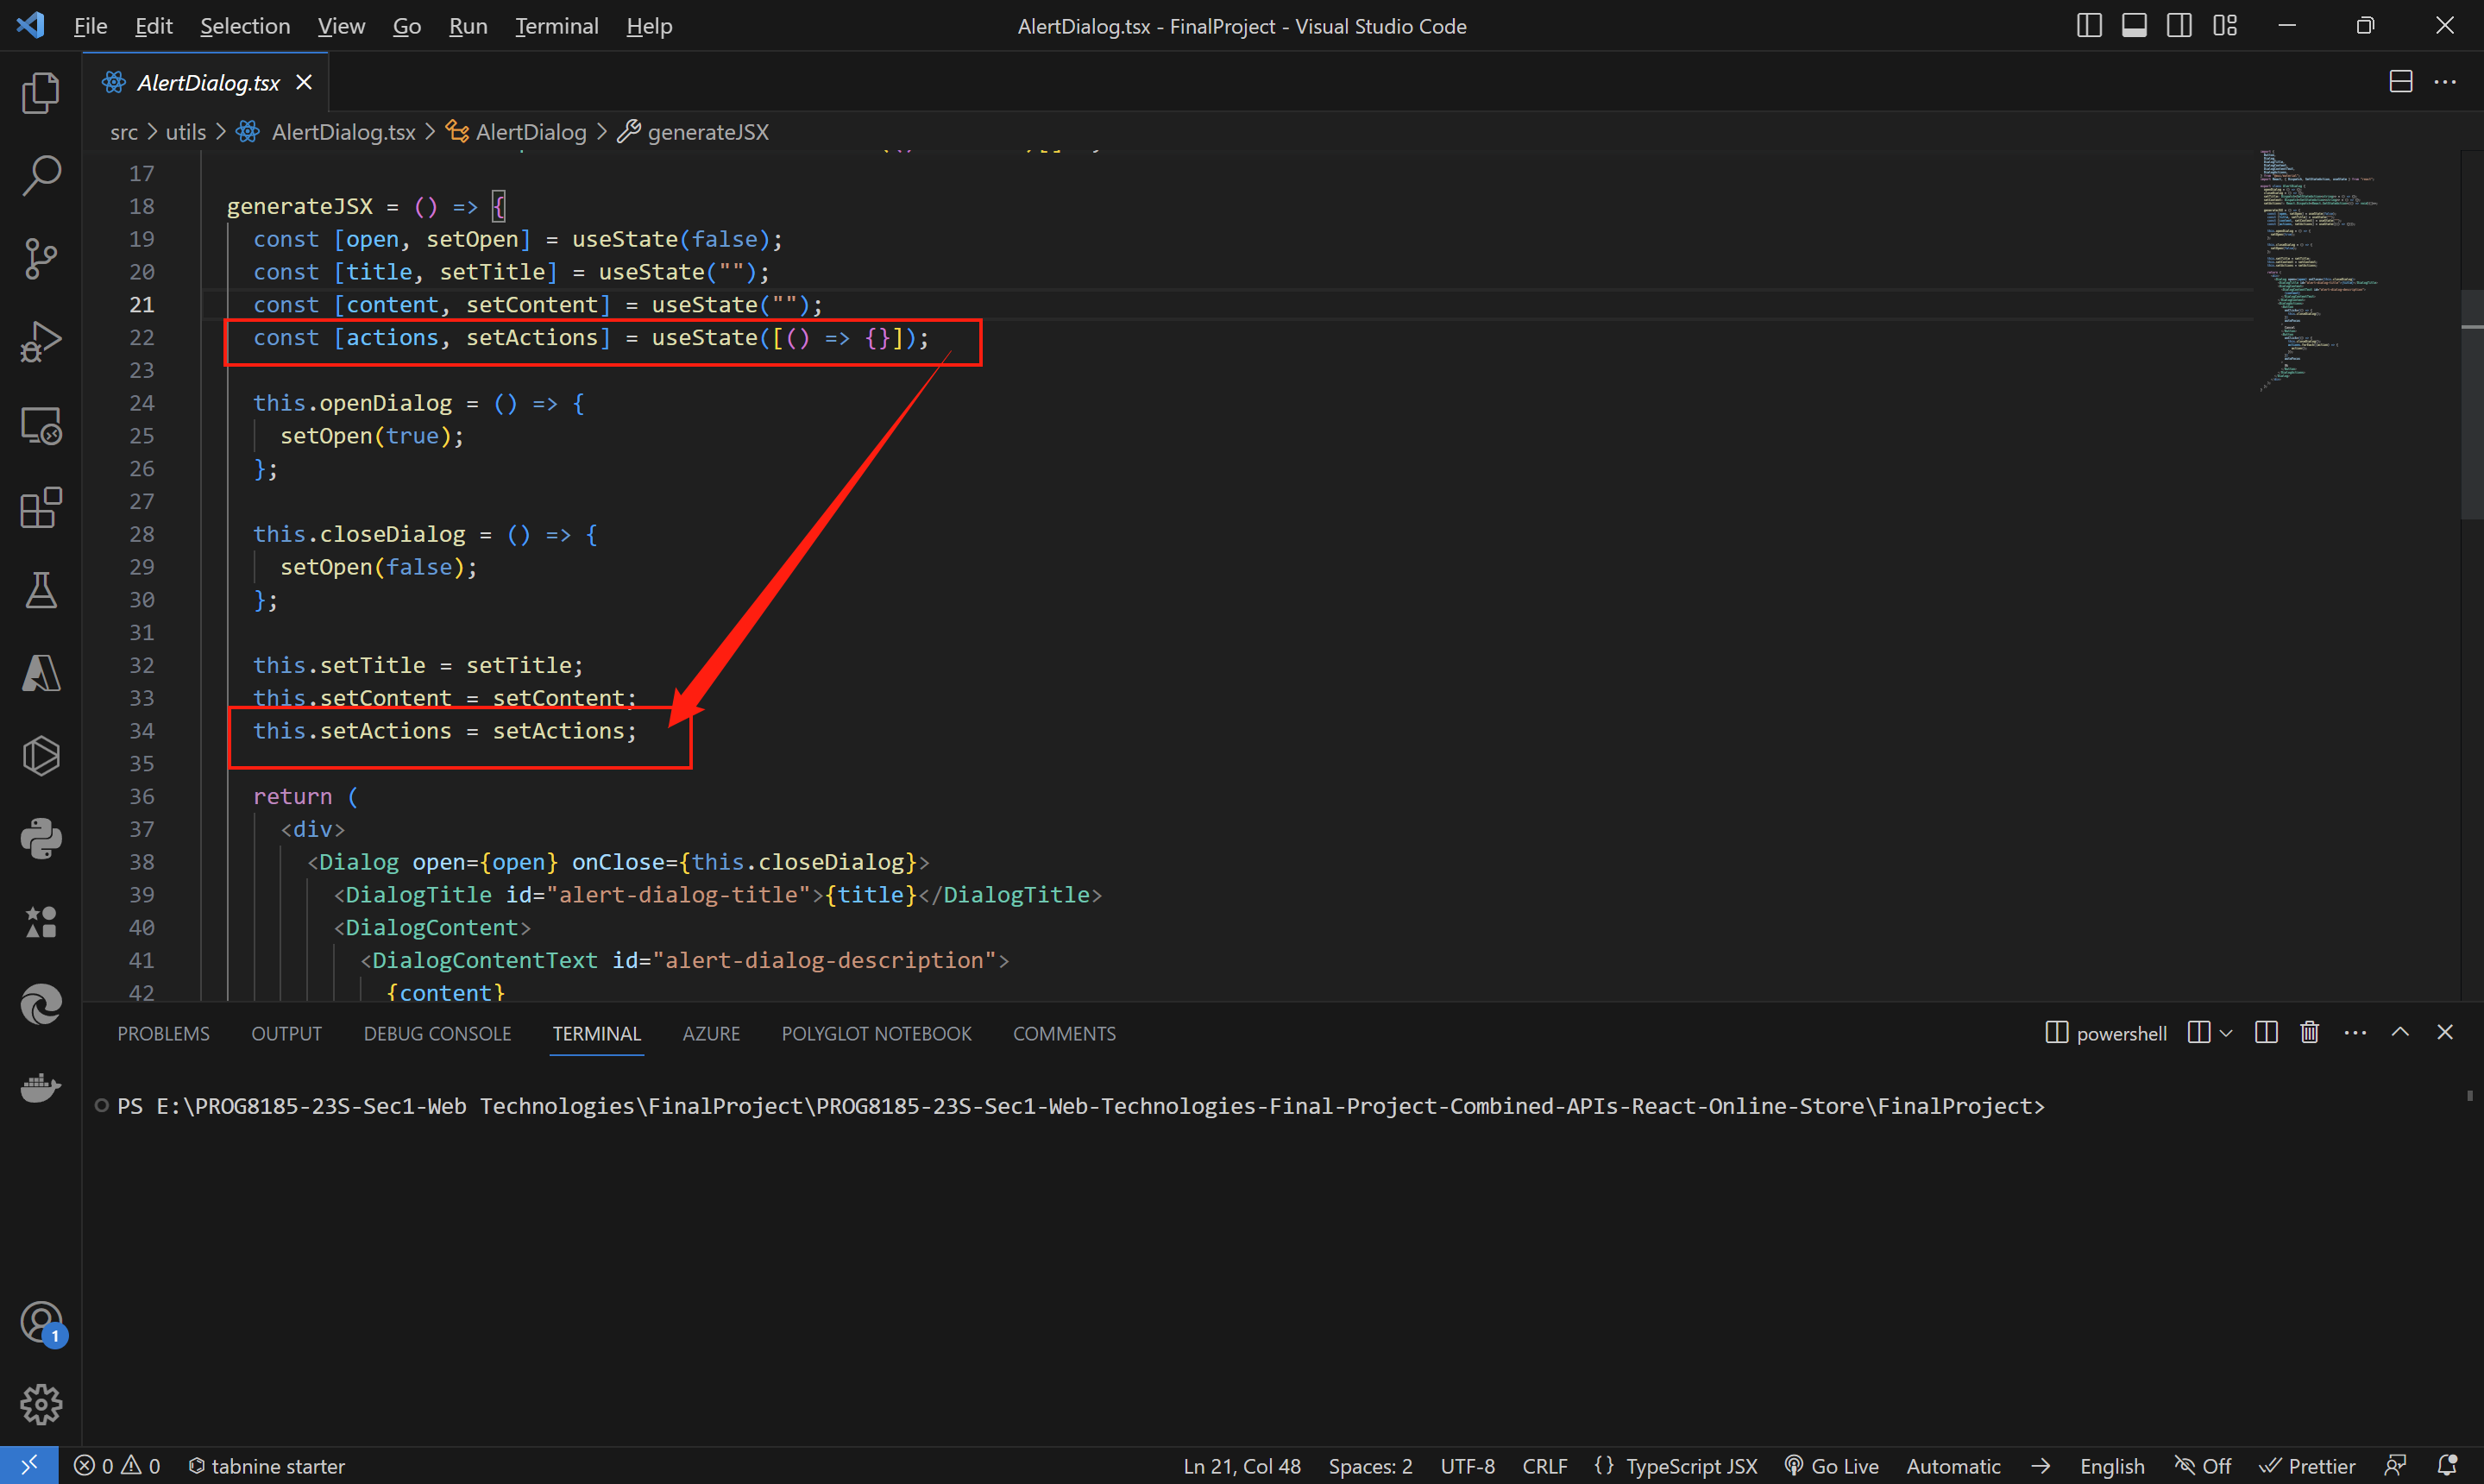 File Edit Selection View Go Run Terminal Help
AlertDialog.tsx - FinalProject - Visual Studio Code
AlertDialog.tsx
src > utils > AlertDialog.tsx > AlertDialog > generateJSX
17
18 generateJSX = () => {
19 const [open, setOpen] = useState(false);
20 const [title, setTitle] = useState("");
21 const [content, setContent] = useState("");
22 const [actions, setActions] = useState([() => {}]);
23
24 this.openDialog = () => {
25 setOpen(true);
26 };
27
28 this.closeDialog = () => {
29 setOpen(false);
30 };
31
32 this.setTitle = setTitle;
33 this.setContent = setContent;
34 this.setActions = setActions;
35
36 return (
37 <div>
38 <Dialog open={open} onClose={this.closeDialog}>
39 <DialogTitle id="alert-dialog-title">{title}</DialogTitle>
40 <DialogContent>
41 <DialogContentText id="alert-dialog-description">
42 {content}
PROBLEMS OUTPUT DEBUG CONSOLE TERMINAL AZURE POLYGLOT NOTEBOOK COMMENTS
powershell
PS E:\PROG8185-23S-Sec1-Web Technologies\FinalProject\PROG8185-23S-Sec1-Web-Technologies-Final-Project-Combined-APIs-React-Online-Store\FinalProject>
1
0 0 tabnine starter
Ln 21, Col 48 Spaces: 2 UTF-8 CRLF {} TypeScript JSX Go Live Automatic → English Off Prettier